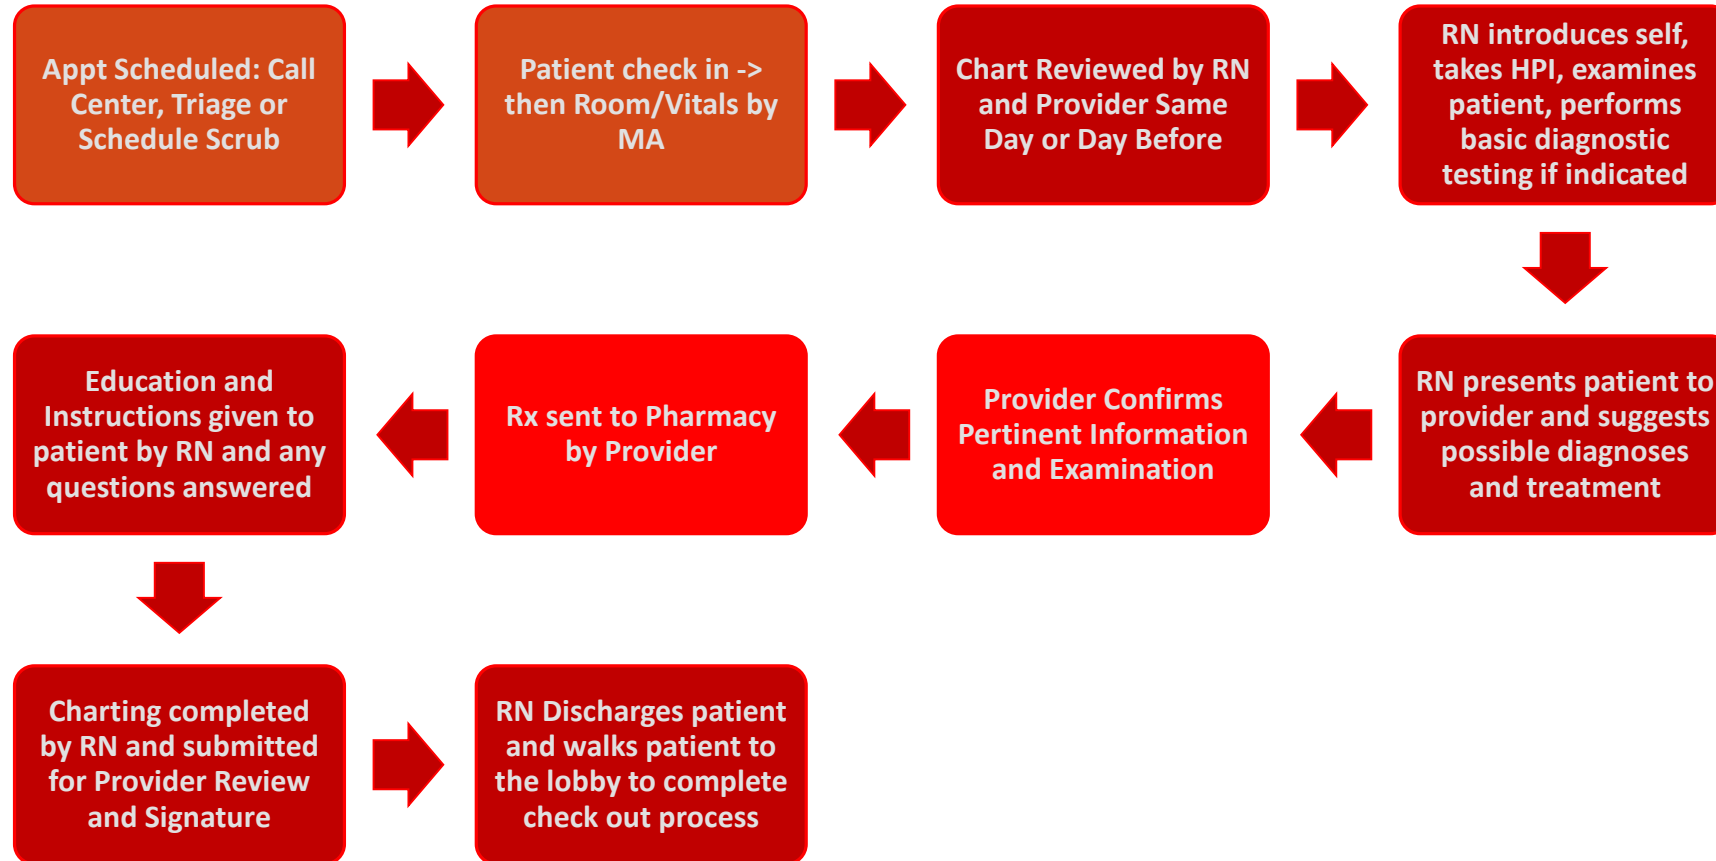 Appt Scheduled: Call
Center, Triage or
Schedule Scrub
Patient check in ->
then Room/Vitals by
MA
Chart Reviewed by RN
and Provider Same
Day or Day Before
RN introduces self,
takes HPI, examines
patient, performs
basic diagnostic
testing if indicated
RN presents patient to
provider and suggests
possible diagnoses
and treatment
Provider Confirms
Pertinent Information
and Examination
Rx sent to Pharmacy
by Provider
Education and
Instructions given to
patient by RN and any
questions answered
Charting completed
by RN and submitted
for Provider Review
and Signature
RN Discharges patient
and walks patient to
the lobby to complete
check out process